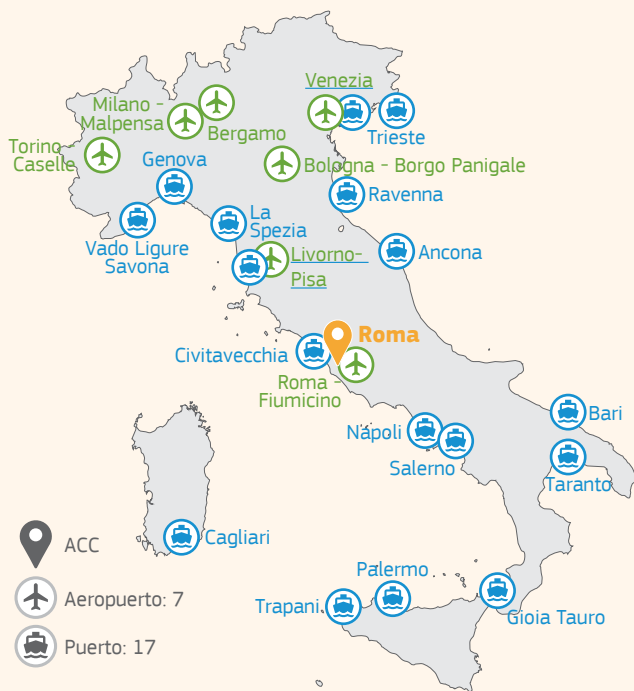 Venezia
Milano -
Malpensa
Bergamo
Trieste
Torino -
Caselle
Genova
Bologna - Borgo Panigale
Ravenna
La
Spezia
Vado Ligure
Savona
Livorno-
Pisa
Ancona
Roma
Civitavecchia
Roma -
Fiumicino
Napoli
Bari
Salerno
Taranto
Cagliari
ACC
Palermo
Aeropuerto: 7
Trapani
Gioia Tauro
Puerto: 17